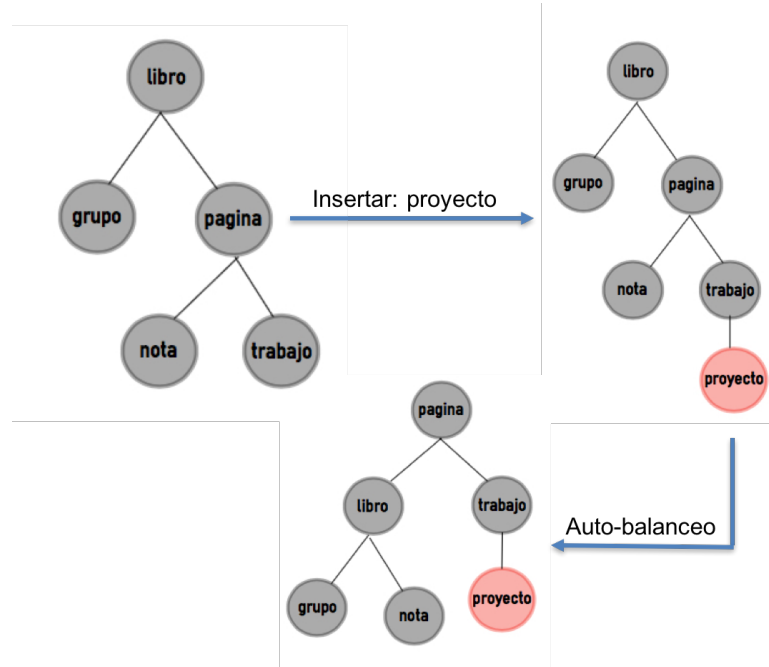 libro
grupo
pagina
nota
trabajo
Insertar: proyecto
libro
grupo
pagina
nota
trabajo
proyecto
Auto-balanceo
pagina
libro
trabajo
grupo
nota
proyecto